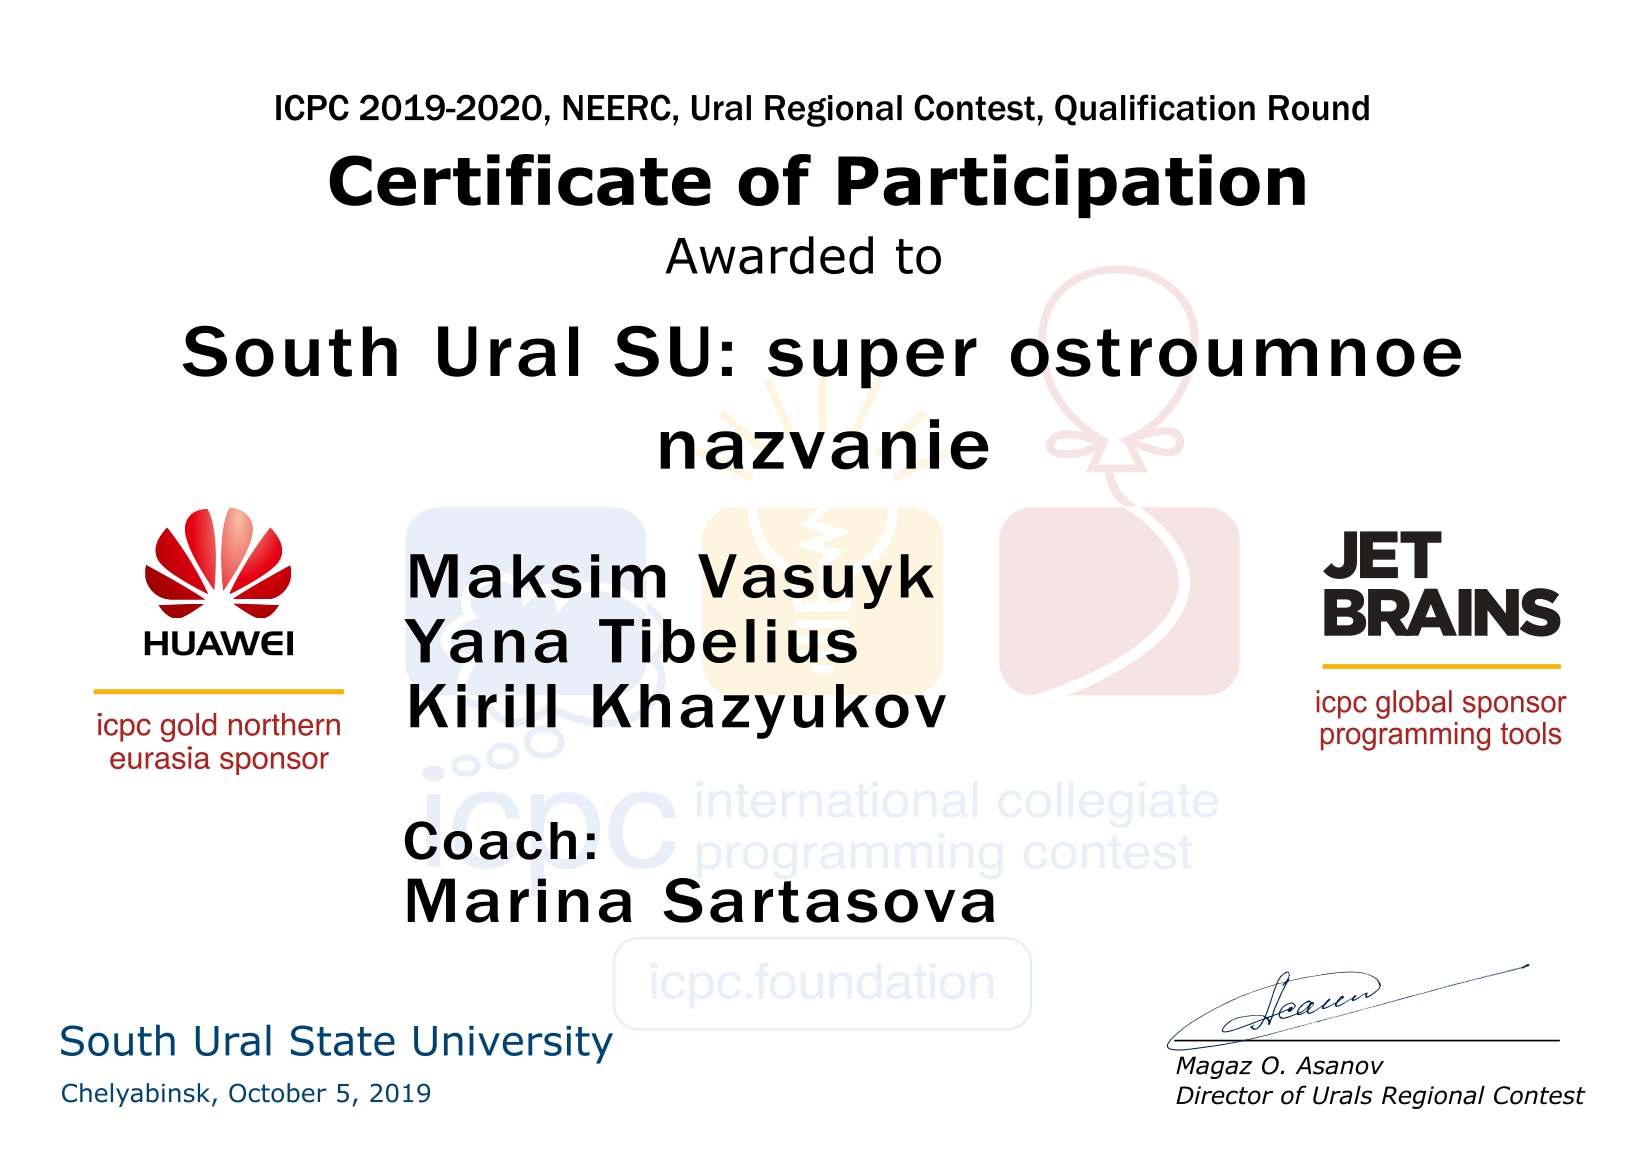 ICPC 2019-2020, NEERC, Ural Regional Contest, Qualification Round
Certificate of Participation
Awarded to
South Ural SU: super ostroumnoe
nazvanie
HUAWEI
icpc gold northern
eurasia sponsor
Maksim Vasuyk
Yana Tibelius
Kirill Khazyukov
JET
BRAINS
icpc global sponsor
programming tools
icpc international collegiate
programming contest
Coach:
Marina Sartasova
icpc.foundation
South Ural State University
Chelyabinsk, October 5, 2019
Magaz O. Asanov
Director of Urals Regional Contest